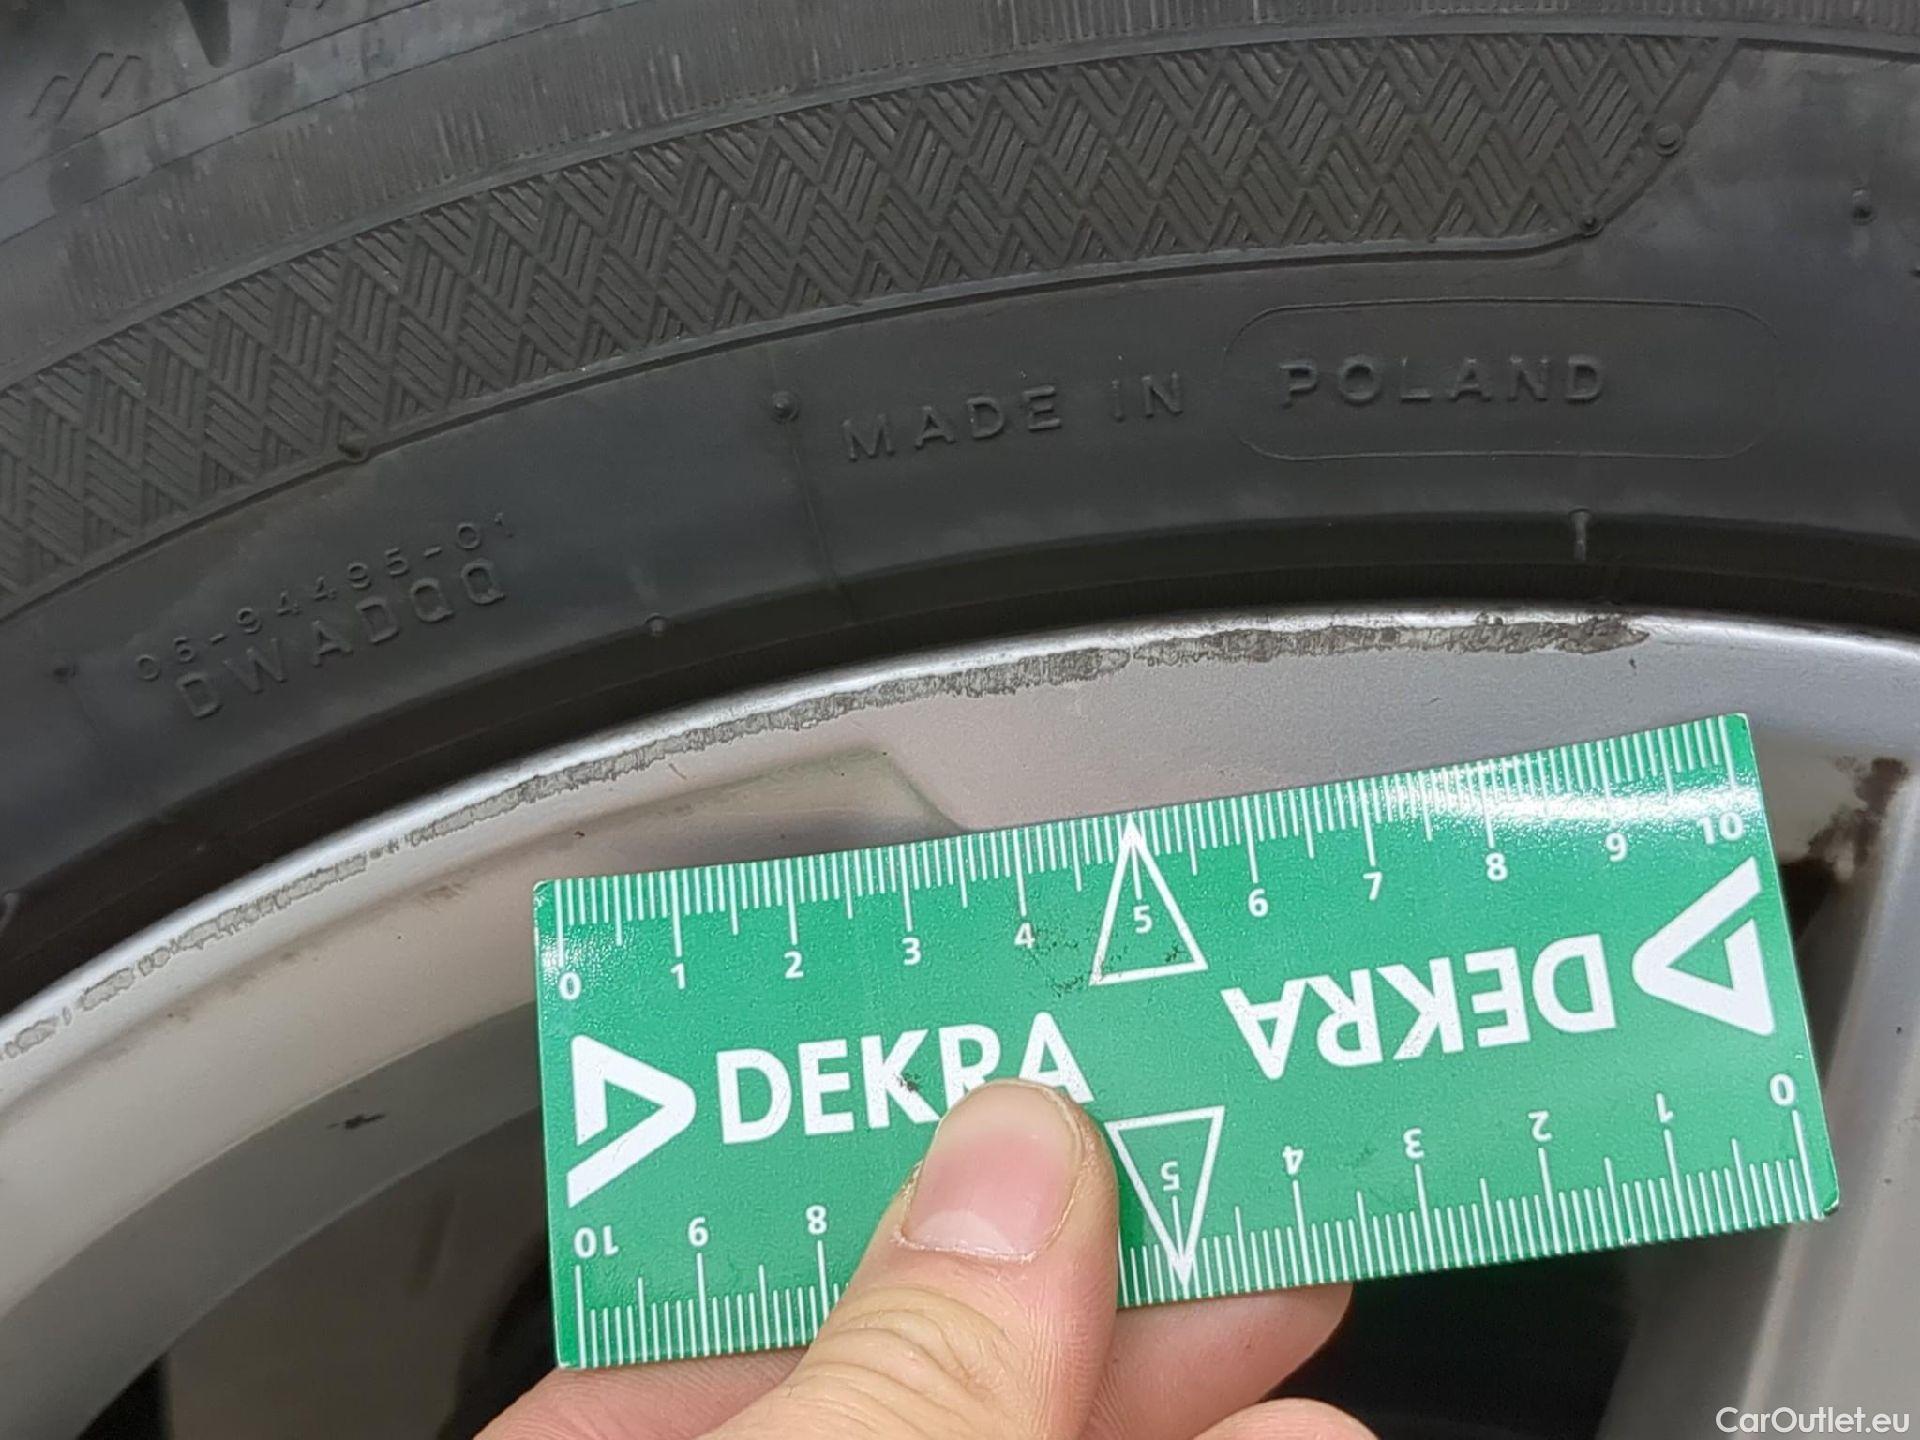 MADE IN POLAND
06-94495-01
DWADQQ
0 1 2 3 4 5 6 7 8 9 10
DEKRA
DEKRA
10 9 8 5 4 3 2 1 0
CarOutlet.eu